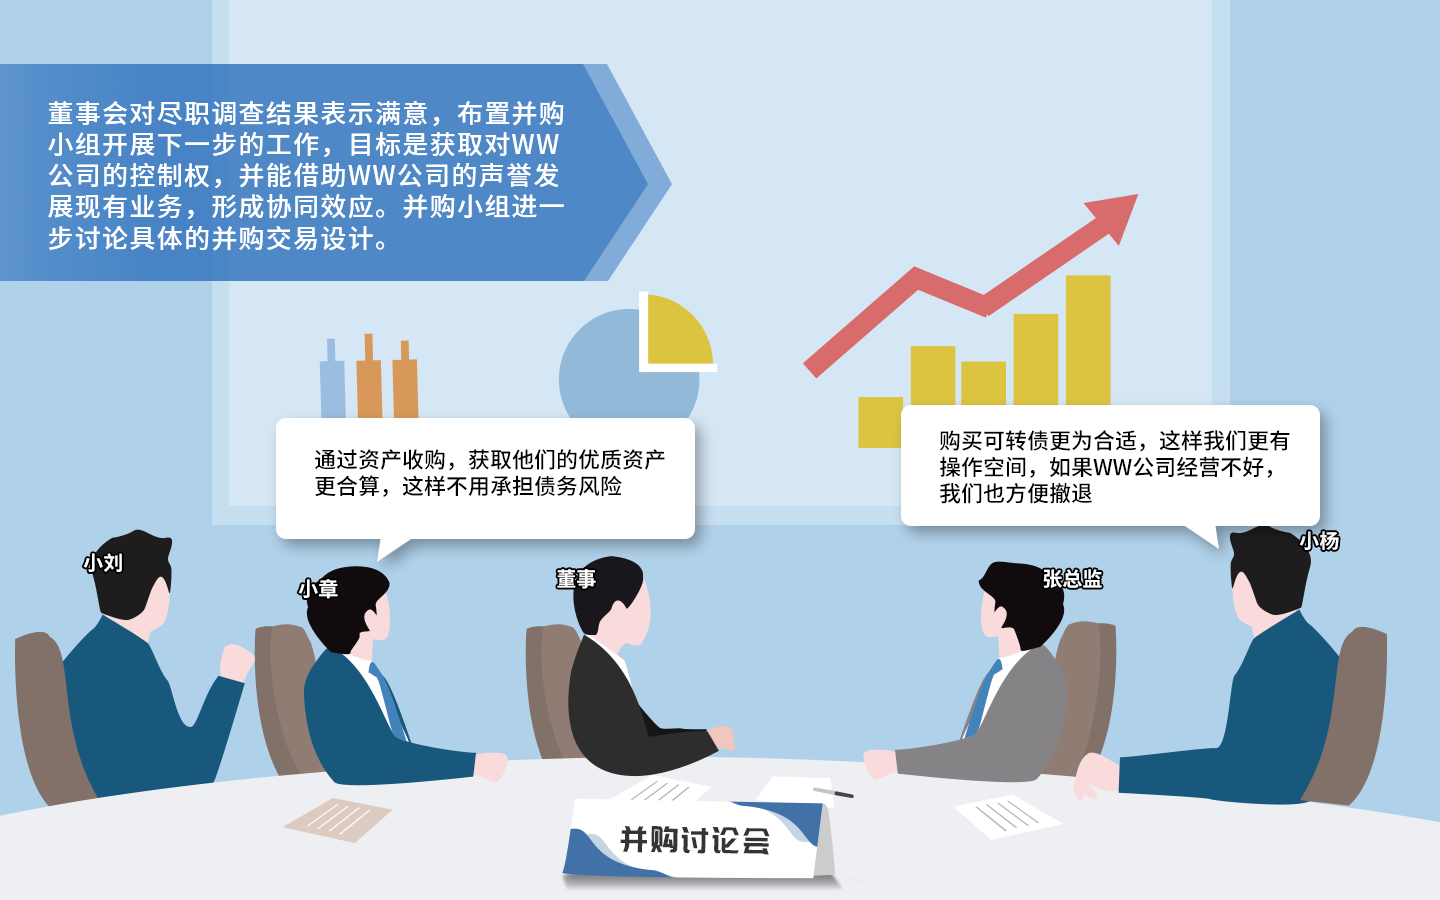 董事会对尽职调查结果表示满意，布置并购
小组开展下一步的工作，目标是获取对WW
公司的控制权，并能借助WW公司的声誉发
展现有业务，形成协同效应。并购小组进一
步讨论具体的并购交易设计。
通过资产收购，获取他们的优质资产
更合算，这样不用承担债务风险
购买可转债更为合适，这样我们更有
操作空间，如果WW公司经营不好，
我们也方便撤退
小刘
小章
董事
张总监
小杨
并购讨论会